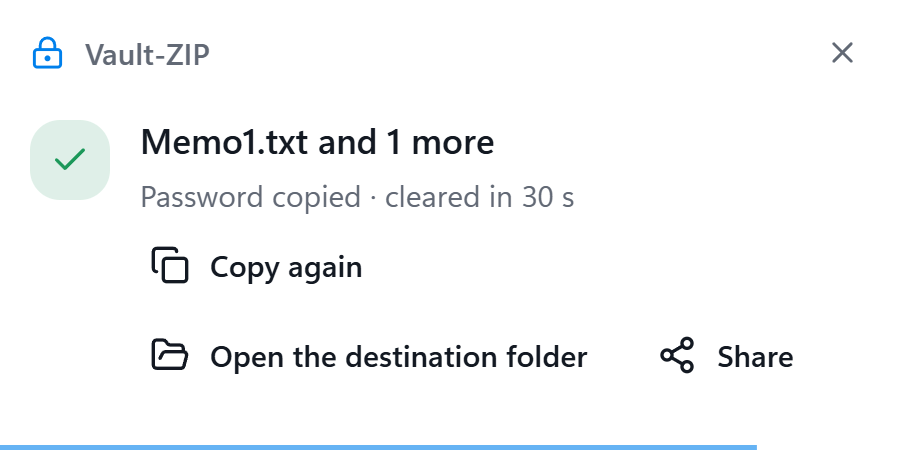 Vault-ZIP
Memo1.txt and 1 more
Password copied · cleared in 30 s
Copy again
Open the destination folder Share